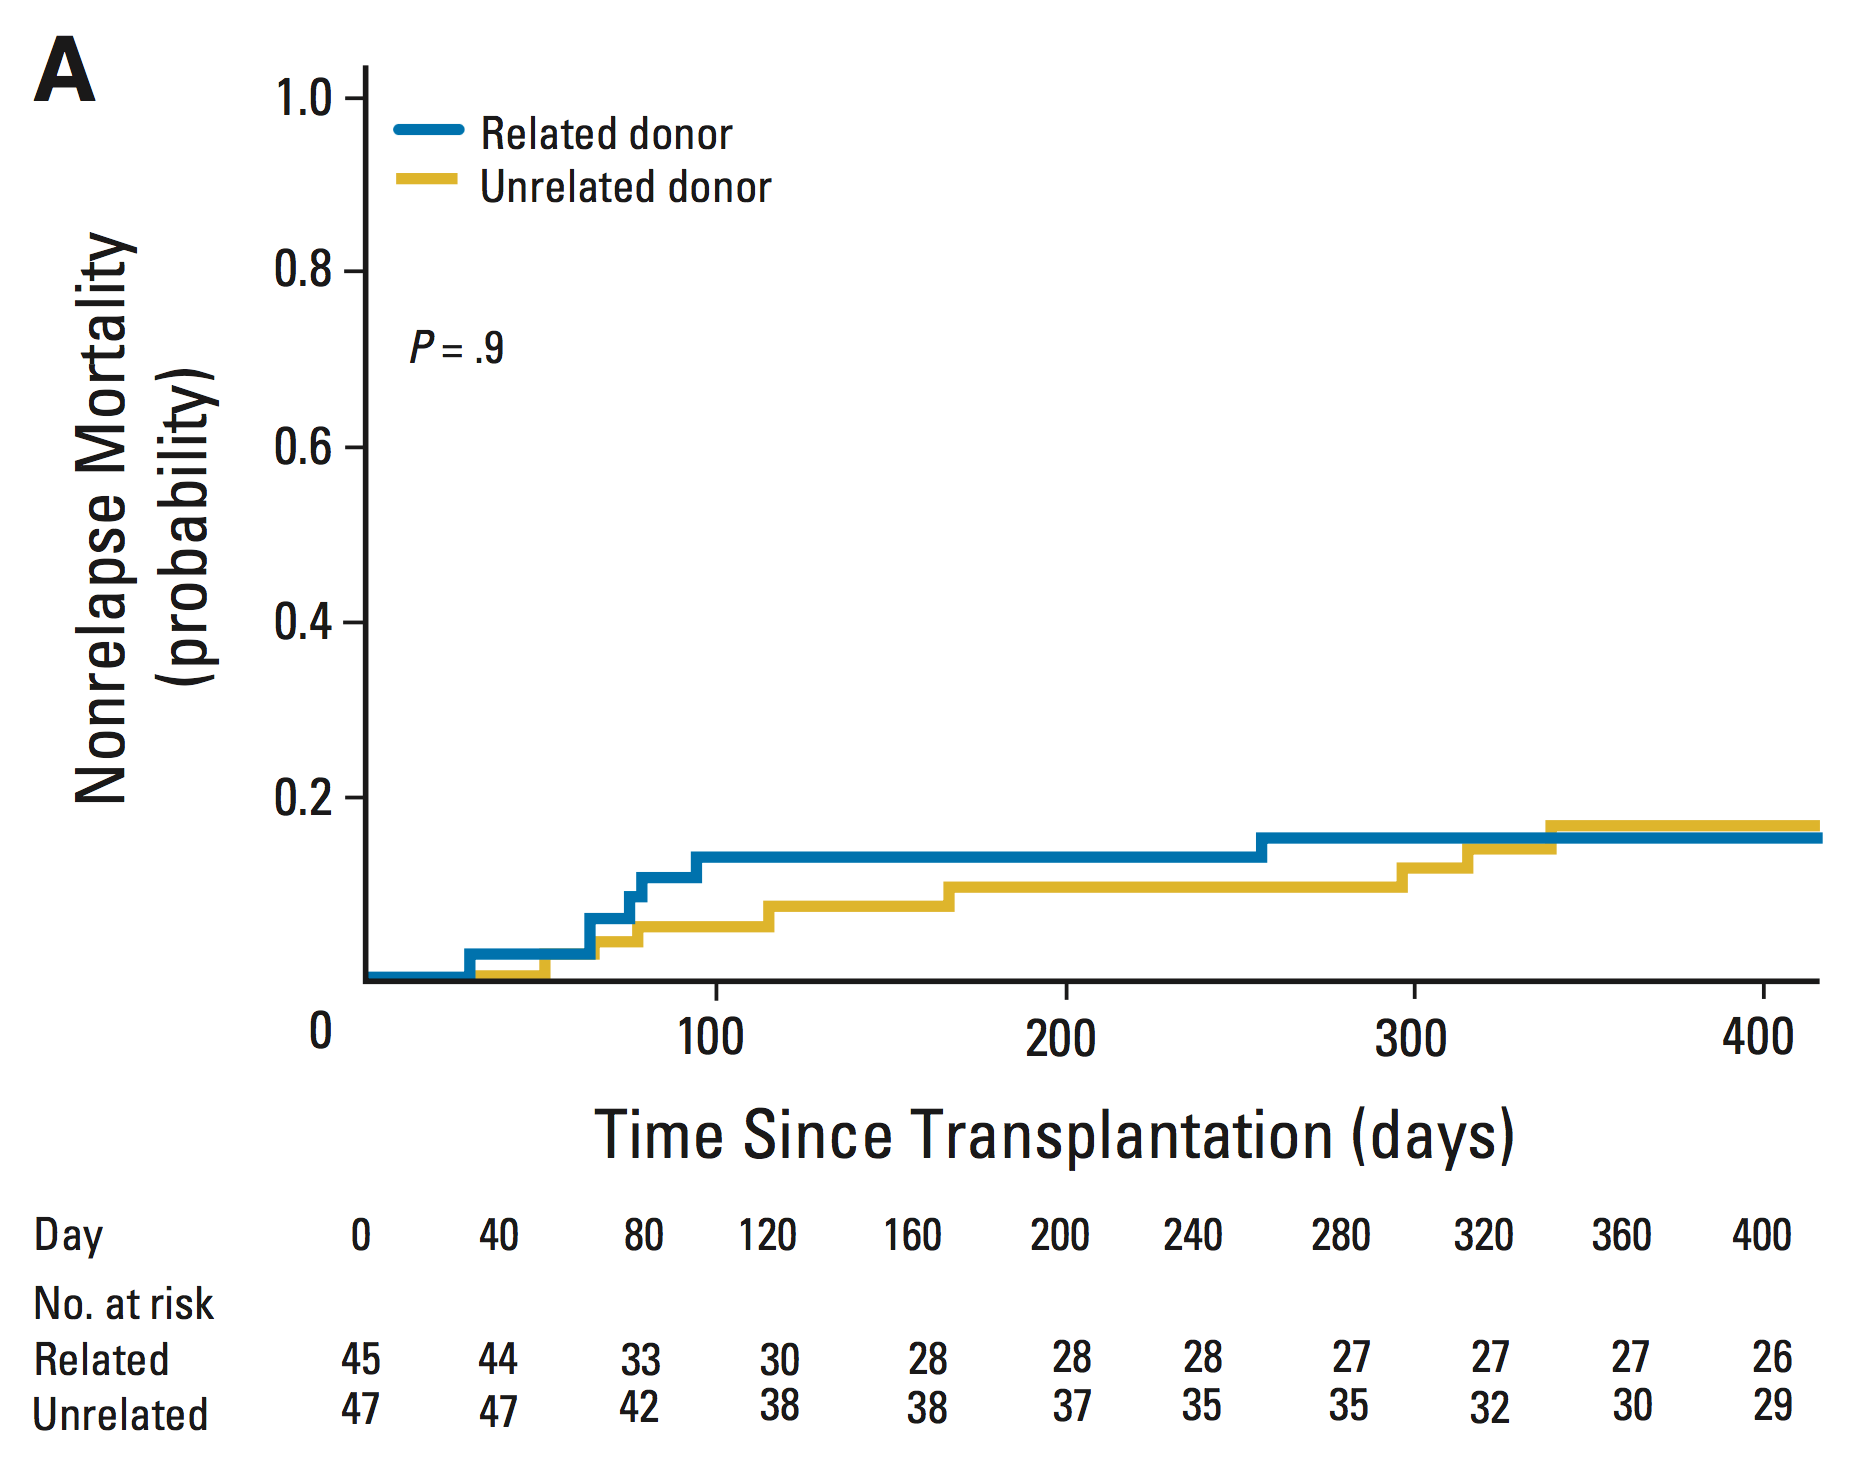 A
1.0
Related donor
Unrelated donor
0.8
P = .9
0.6
0.4
0.2
0 100 200 300 400
Nonrelapse Mortality
(probability)
Time Since Transplantation (days)
Day 0 40 80 120 160 200 240 280 320 360 400
No. at risk
Related 45 44 33 30 28 28 28 27 27 27 26
Unrelated 47 47 42 38 38 37 35 35 32 30 29